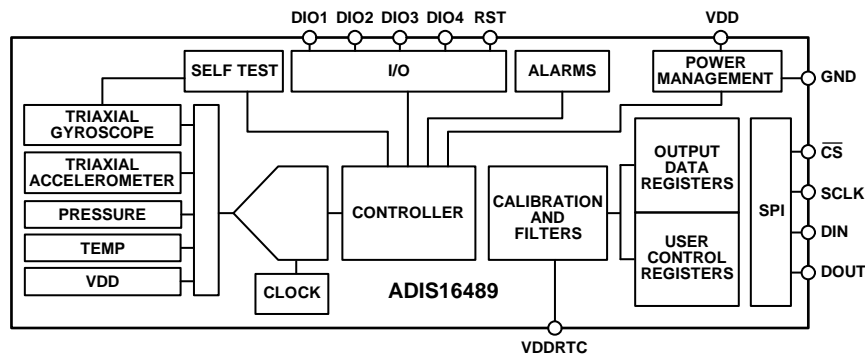 DIO1 DIO2 DIO3 DIO4 RST VDD
SELF TEST
I/O
ALARMS
POWER
MANAGEMENT
GND
TRIAXIAL
GYROSCOPE
TRIAXIAL
ACCELEROMETER
PRESSURE
TEMP
VDD
CLOCK
CONTROLLER
CALIBRATION
AND
FILTERS
OUTPUT
DATA
REGISTERS
USER
CONTROL
REGISTERS
SPI
CS
SCLK
DIN
DOUT
ADIS16489
VDDRTC